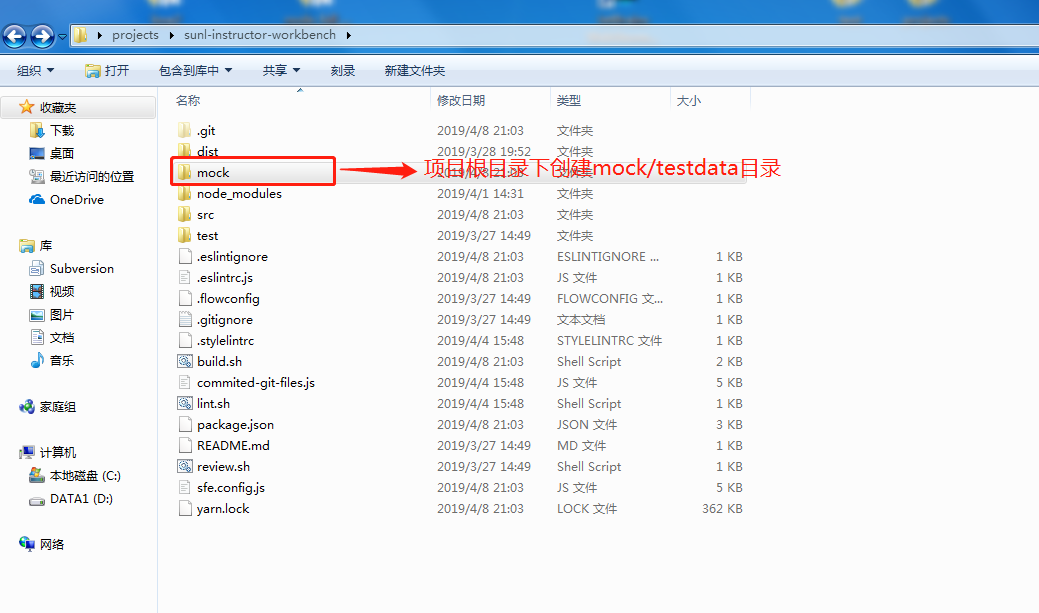 projects sunl-instructor-workbench
组织 打开 包含到库中 共享 刻录 新建文件夹
收藏夹
下载
桌面
最近访问的位置
OneDrive
库
Subversion
视频
图片
文档
音乐
家庭组
计算机
本地磁盘 (C:)
DATA1 (D:)
网络
名称 修改日期 类型 大小
.git 2019/4/8 21:03 文件夹
dist 2019/3/28 19:52 文件夹
mock
项目根目录下创建mock/testdata目录
node_modules 2019/4/1 14:31 文件夹
src 2019/4/8 21:03 文件夹
test 2019/3/27 14:49 文件夹
.eslintignore 2019/4/8 21:03 ESLINTIGNORE ... 1 KB
.eslintrc.js 2019/4/8 21:03 JS 文件 1 KB
.flowconfig 2019/3/27 14:49 FLOWCONFIG 文... 1 KB
.gitignore 2019/3/27 14:49 文本文档 1 KB
.stylelintrc 2019/4/4 15:48 STYLELINTRC 文件 1 KB
build.sh 2019/4/8 21:03 Shell Script 2 KB
commited-git-files.js 2019/4/4 15:48 JS 文件 5 KB
lint.sh 2019/4/4 15:48 Shell Script 1 KB
package.json 2019/4/8 21:03 JSON 文件 3 KB
README.md 2019/3/27 14:49 MD 文件 1 KB
review.sh 2019/3/27 14:49 Shell Script 1 KB
sfe.config.js 2019/4/8 21:03 JS 文件 5 KB
yarn.lock 2019/4/8 21:03 LOCK 文件 362 KB